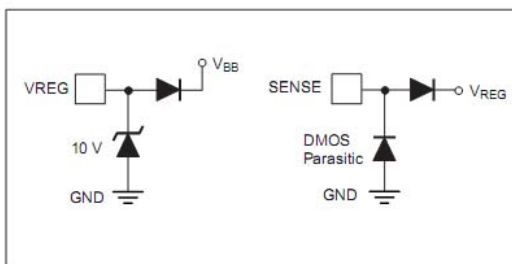 VREG
VBB
10 V
GND
SENSE
VREG
DMOS
Parasitic
GND